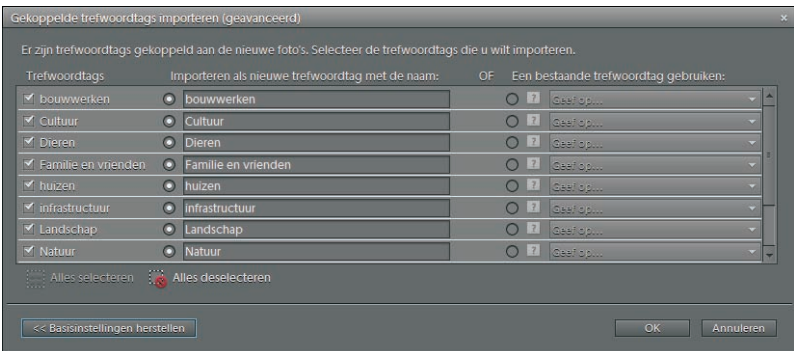 Gekoppelde trefwoordtags importeren (geavanceerd)
Er zijn trefwoordtags gekoppeld aan de nieuwe foto's. Selecteer de trefwoordtags die u wilt importeren.
Trefwoordtags Importeren als nieuwe trefwoordtag met de naam: OF Een bestaande trefwoordtag gebruiken:
bouwwerken bouwwerken ? Geef op...
Cultuur Cultuur ? Geef op...
Dieren Dieren ? Geef op...
Familie en vrienden Familie en vrienden ? Geef op...
huizen huizen ? Geef op...
infrastructuur infrastructuur ? Geef op...
Landschap Landschap ? Geef op...
Natuur Natuur ? Geef op...
Alles selecteren Alles deselecteren
<< Basisinstellingen herstellen OK Annuleren